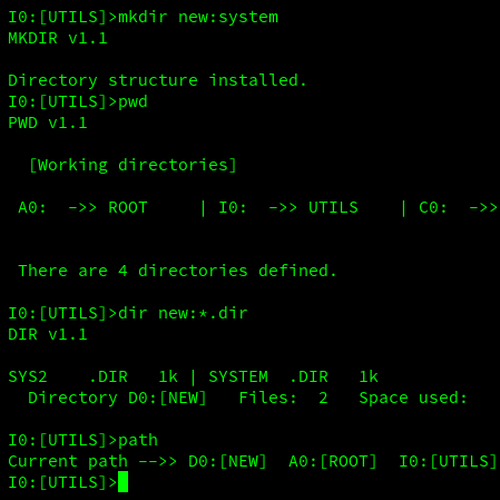 I0:[UTILS]>mkdir new:system
MKDIR v1.1
Directory structure installed.
I0:[UTILS]>pwd
PWD v1.1
[Working directories]
A0:  ->> ROOT     | I0:  ->> UTILS    | C0:  ->>
There are 4 directories defined.
I0:[UTILS]>dir new:*.dir
DIR v1.1
SYS2    .DIR   1k | SYSTEM  .DIR   1k
Directory D0:[NEW]   Files:  2   Space used:
I0:[UTILS]>path
Current path -->> D0:[NEW]  A0:[ROOT]  I0:[UTILS]
I0:[UTILS]>